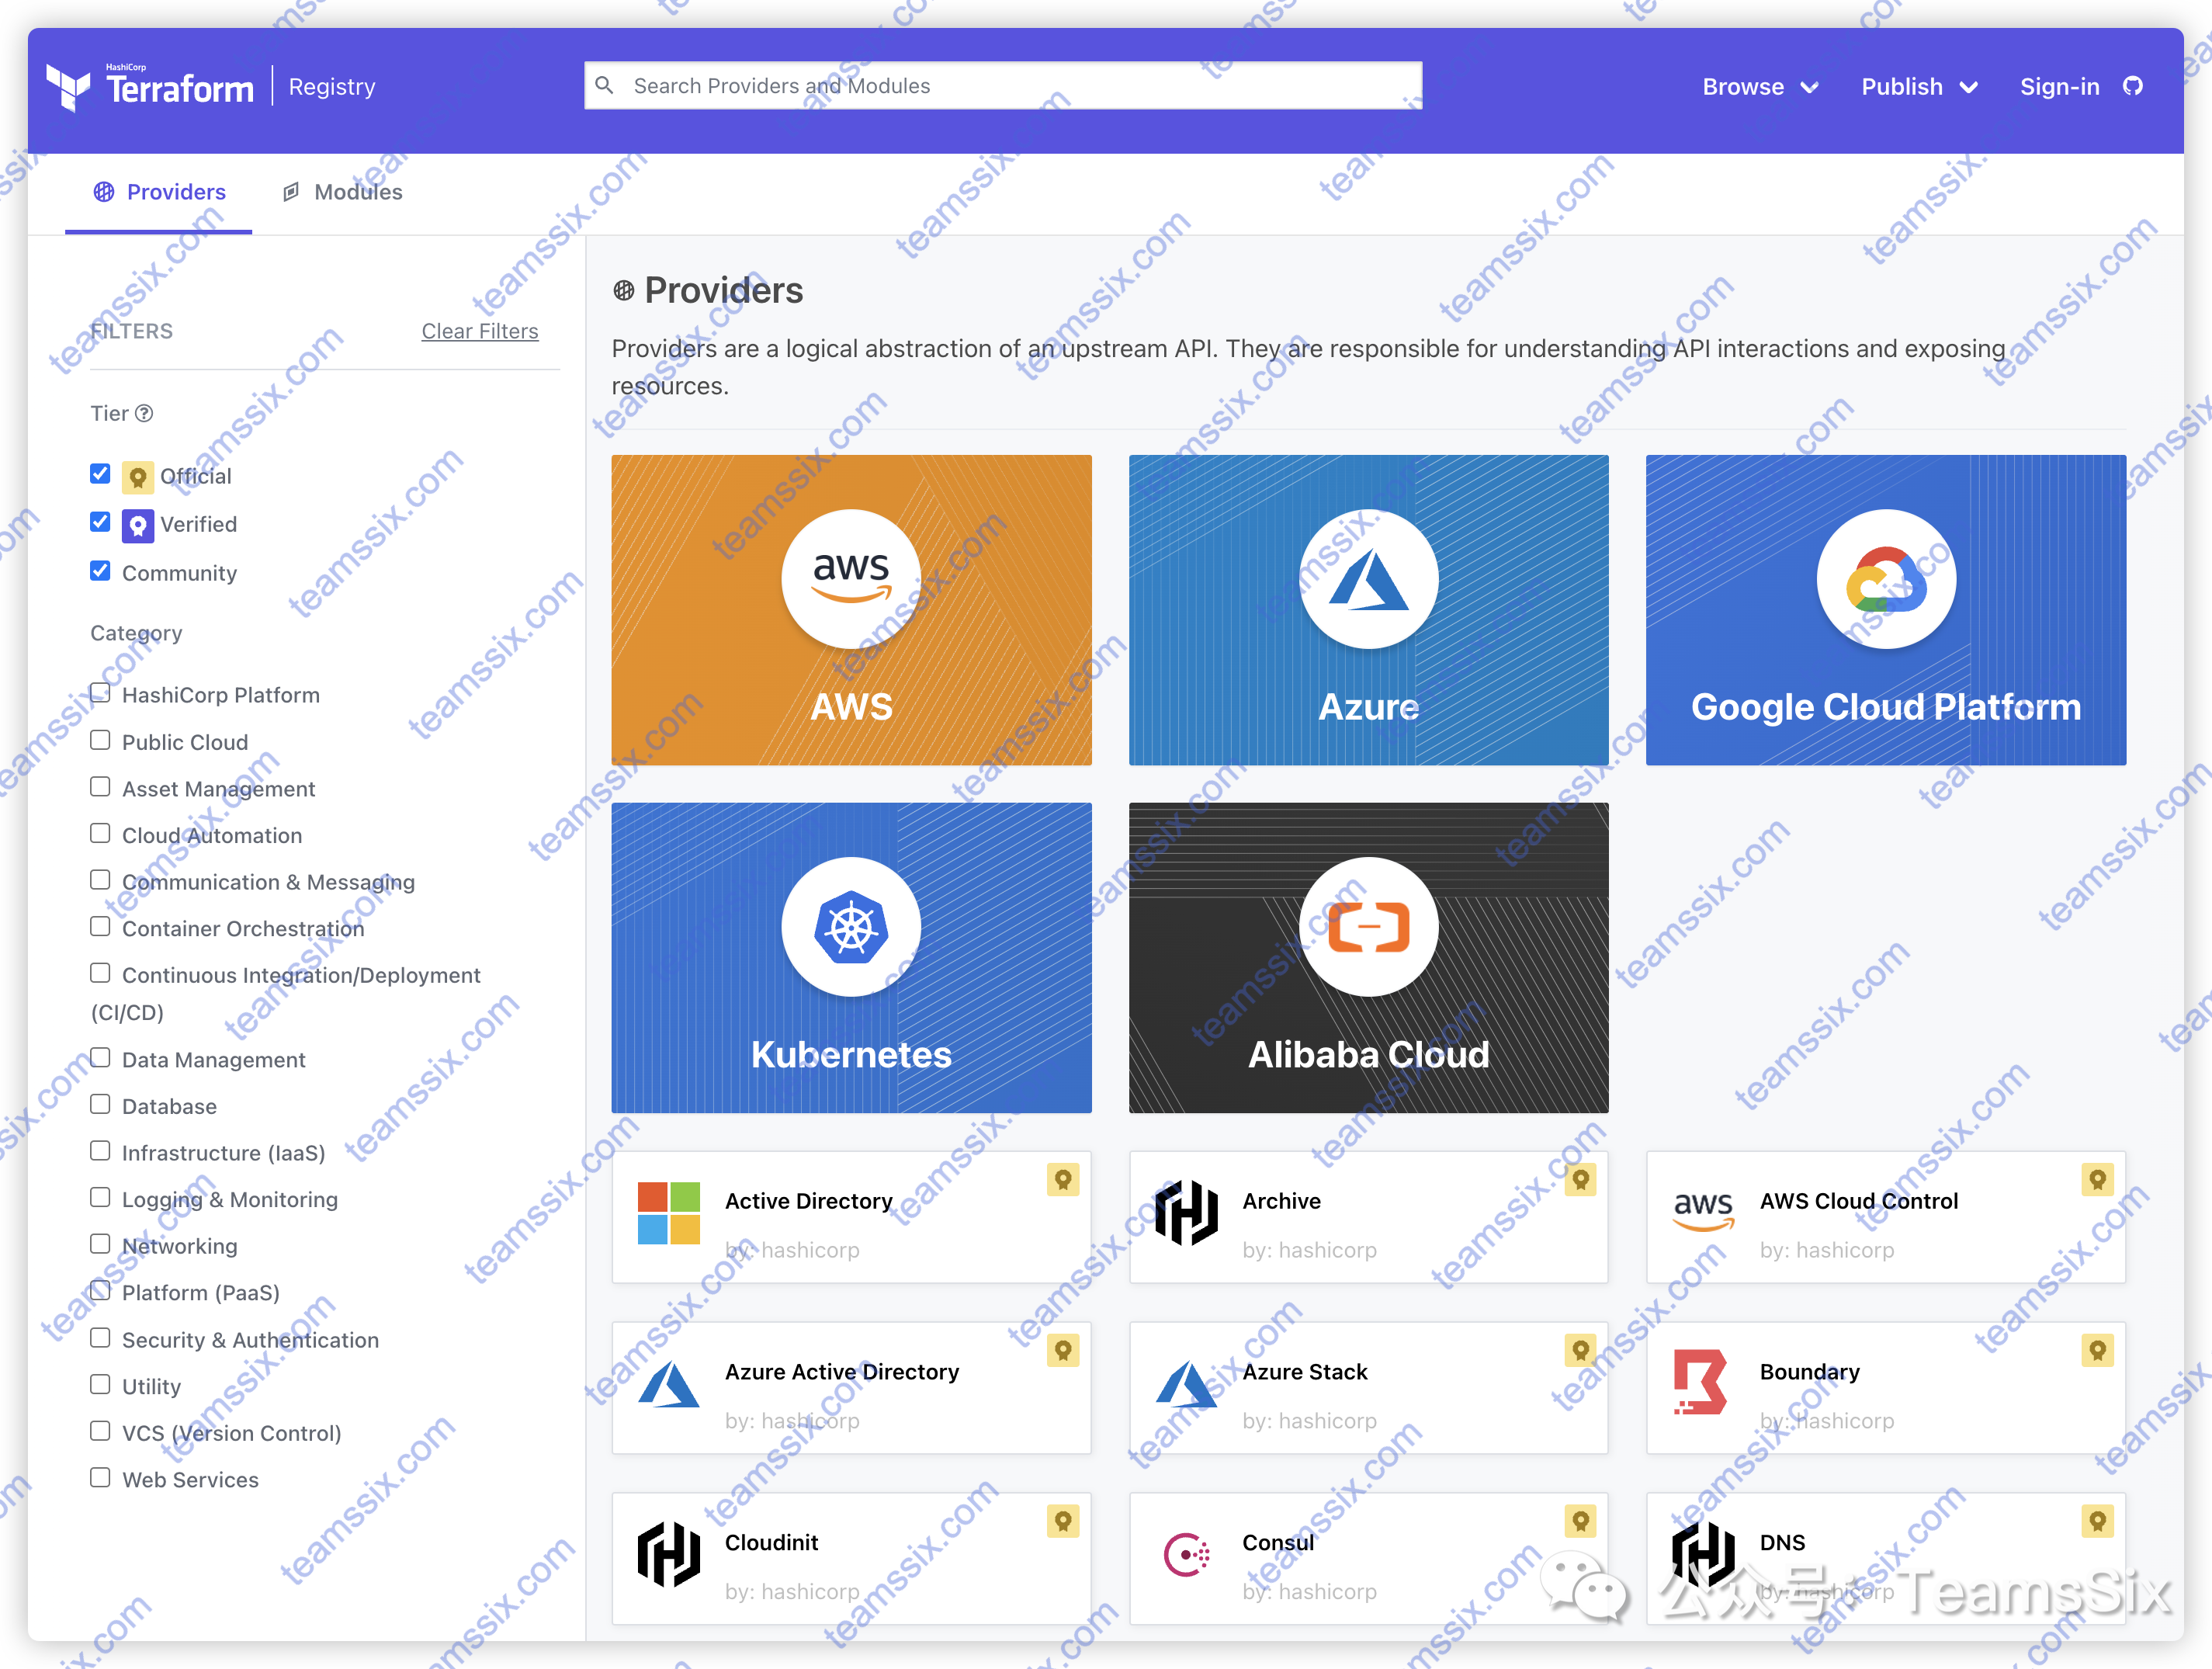 HashiCorp
Terraform
Registry
Search Providers and Modules
Browse
Publish
Sign-in
Providers
Modules
FILTERS
Clear Filters
Tier
Official
Verified
Community
Category
HashiCorp Platform
Public Cloud
Asset Management
Cloud Automation
Communication & Messaging
Container Orchestration
Continuous Integration/Deployment
(CI/CD)
Data Management
Database
Infrastructure (IaaS)
Logging & Monitoring
Networking
Platform (PaaS)
Security & Authentication
Utility
VCS (Version Control)
Web Services
Providers
Providers are a logical abstraction of an upstream API. They are responsible for understanding API interactions and exposing
resources.
aws
AWS
Azure
Google Cloud Platform
Kubernetes
Alibaba Cloud
Active Directory
by: hashicorp
Archive
by: hashicorp
aws
AWS Cloud Control
by: hashicorp
Azure Active Directory
by: hashicorp
Azure Stack
by: hashicorp
Boundary
by: hashicorp
Cloudinit
by: hashicorp
Consul
by: hashicorp
DNS
by: hashicorp
公众号: TeamsSix
teamssix.com